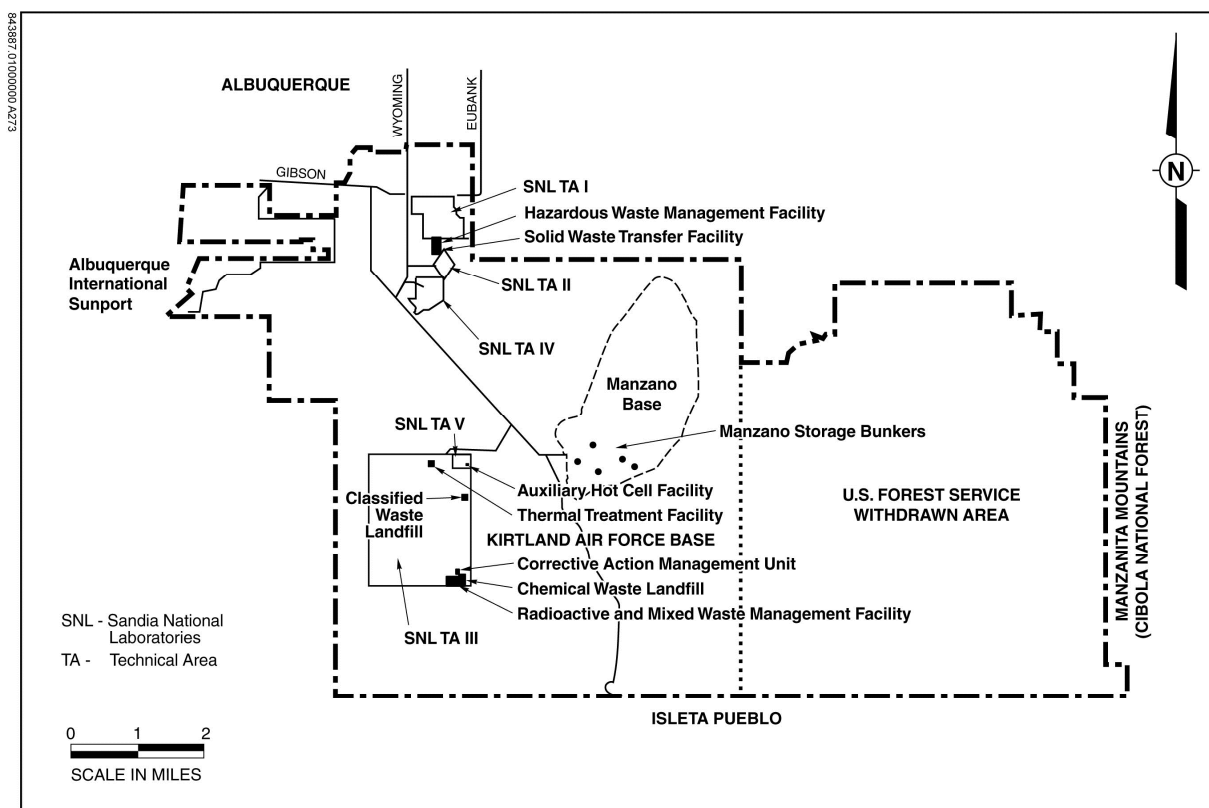 843887.01000000 A273
ALBUQUERQUE
WYOMING
EUBANK
GIBSON
N
SNL TA I
Hazardous Waste Management Facility
Solid Waste Transfer Facility
Albuquerque
International
Sunport
SNL TA II
SNL TA IV
Manzano
Base
SNL TA V
Manzano Storage Bunkers
Auxiliary Hot Cell Facility
Classified
Waste
Landfill
Thermal Treatment Facility
U.S. FOREST SERVICE
WITHDRAWN AREA
MANZANITA MOUNTAINS
(CIBOLA NATIONAL FOREST)
KIRTLAND AIR FORCE BASE
Corrective Action Management Unit
Chemical Waste Landfill
Radioactive and Mixed Waste Management Facility
SNL TA III
SNL - Sandia National
Laboratories
TA - Technical Area
ISLETA PUEBLO
0 1 2
SCALE IN MILES